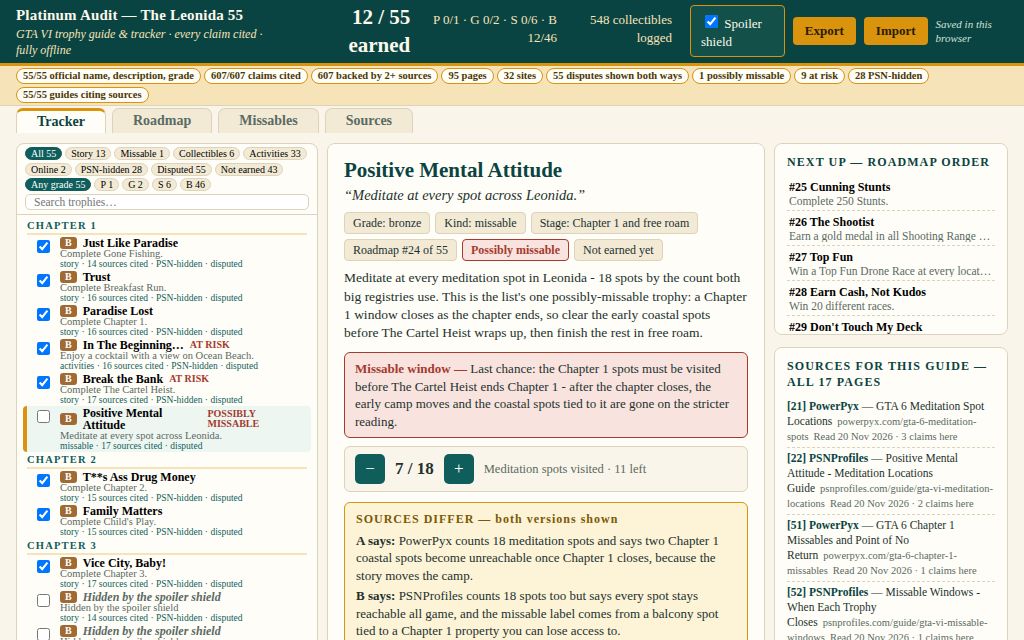 Platinum Audit — The Leonida 55
GTA VI trophy guide & tracker · every claim cited ·
fully offline
12 / 55
earned
P 0/1 · G 0/2 · S 0/6 · B
12/46
548 collectibles
logged
Spoiler
shield
Export
Import
Saved in this
browser
55/55 official name, description, grade
607/607 claims cited
607 backed by 2+ sources
95 pages
32 sites
55 disputes shown both ways
1 possibly missable
9 at risk
28 PSN-hidden
55/55 guides citing sources
Tracker
Roadmap
Missables
Sources
All 55
Story 13
Missable 1
Collectibles 6
Activities 33
Online 2
PSN-hidden 28
Disputed 55
Not earned 43
Any grade 55
P 1
G 2
S 6
B 46
Search trophies…
CHAPTER 1
B Just Like Paradise
Complete Gone Fishing.
story · 14 sources cited · PSN-hidden · disputed
B Trust
Complete Breakfast Run.
story · 16 sources cited · PSN-hidden · disputed
B Paradise Lost
Complete Chapter 1.
story · 16 sources cited · PSN-hidden · disputed
B In The Beginning… AT RISK
Enjoy a cocktail with a view on Ocean Beach.
activities · 16 sources cited · PSN-hidden · disputed
B Break the Bank AT RISK
Complete The Cartel Heist.
story · 17 sources cited · PSN-hidden · disputed
B Positive Mental Attitude POSSIBLY MISSABLE
Meditate at every spot across Leonida.
missable · 17 sources cited · disputed
CHAPTER 2
B T**s Ass Drug Money
Complete Chapter 2.
story · 15 sources cited · PSN-hidden · disputed
B Family Matters
Complete Child's Play.
story · 15 sources cited · PSN-hidden · disputed
CHAPTER 3
B Vice City, Baby!
Complete Chapter 3.
story · 17 sources cited · PSN-hidden · disputed
B Hidden by the spoiler shield
Hidden by the spoiler shield
story · 14 sources cited · PSN-hidden · disputed
B Hidden by the spoiler shield
Positive Mental Attitude
“Meditate at every spot across Leonida.”
Grade: bronze
Kind: missable
Stage: Chapter 1 and free roam
Roadmap #24 of 55
Possibly missable
Not earned yet
Meditate at every meditation spot in Leonida - 18 spots by the count both
big registries use. This is the list's one possibly-missable trophy: a Chapter
1 window closes as the chapter ends, so clear the early coastal spots
before The Cartel Heist wraps up, then finish the rest in free roam.
Missable window — Last chance: the Chapter 1 spots must be visited
before The Cartel Heist ends Chapter 1 - after the chapter closes, the
early camp moves and the coastal spots tied to it are gone on the stricter
reading.
− 7 / 18 + Meditation spots visited · 11 left
SOURCES DIFFER — both versions shown
A says: PowerPyx counts 18 meditation spots and says two Chapter 1
coastal spots become unreachable once Chapter 1 closes, because the
story moves the camp.
B says: PSNProfiles counts 18 spots too but says every spot stays
reachable all game, and the missable label comes from a balcony spot
tied to a Chapter 1 property you can lose access to.
NEXT UP — ROADMAP ORDER
#25 Cunning Stunts
Complete 250 Stunts.
#26 The Shootist
Earn a gold medal in all Shooting Range …
#27 Top Fun
Win a Top Fun Drone Race at every locat…
#28 Earn Cash, Not Kudos
Win 20 different races.
#29 Don't Touch My Deck
SOURCES FOR THIS GUIDE —
ALL 17 PAGES
[21] PowerPyx — GTA 6 Meditation Spot
Locations powerpyx.com/gta-6-meditation-
spots Read 20 Nov 2026 · 3 claims here
[22] PSNProfiles — Positive Mental
Attitude - Meditation Locations
Guide psnprofiles.com/guide/gta-vi-meditation-
locations Read 20 Nov 2026 · 2 claims here
[51] PowerPyx — GTA 6 Chapter 1
Missables and Point of No
Return powerpyx.com/gta-6-chapter-1-
missables Read 20 Nov 2026 · 1 claims here
[52] PSNProfiles — Missable Windows -
When Each Trophy
Closes psnprofiles.com/guide/gta-vi-missable-
windows Read 20 Nov 2026 · 1 claims here